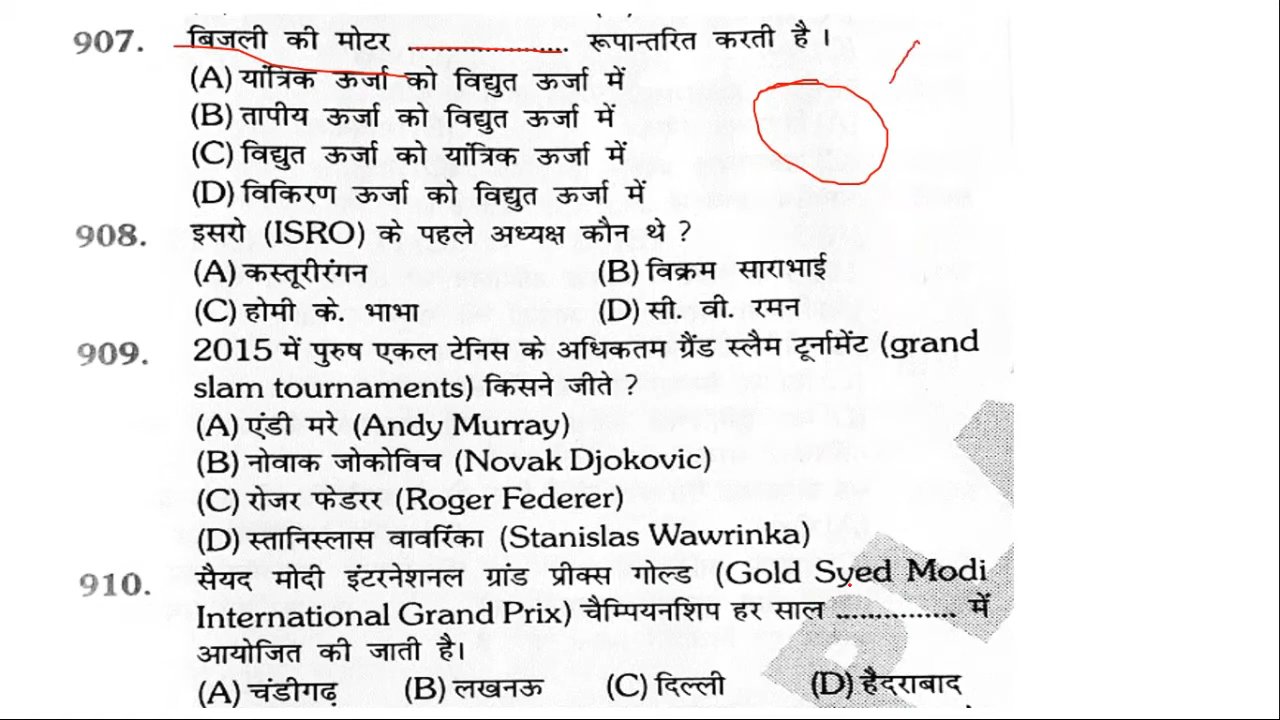 907. बिजली की मोटर .................... रूपान्तरित करती है ।
(A) यांत्रिक ऊर्जा को विद्युत ऊर्जा में
(B) तापीय ऊर्जा को विद्युत ऊर्जा में
(C) विद्युत ऊर्जा को यांत्रिक ऊर्जा में
(D) विकिरण ऊर्जा को विद्युत ऊर्जा में
908. इसरो (ISRO) के पहले अध्यक्ष कौन थे ?
(A) कस्तूरीरंगन (B) विक्रम साराभाई
(C) होमी के. भाभा (D) सी. वी. रमन
909. 2015 में पुरुष एकल टेनिस के अधिकतम ग्रैंड स्लैम टूर्नामेंट (grand
slam tournaments) किसने जीते ?
(A) एंडी मरे (Andy Murray)
(B) नोवाक जोकोविच (Novak Djokovic)
(C) रोजर फेडरर (Roger Federer)
(D) स्तानिस्लास वावरिंका (Stanislas Wawrinka)
910. सैयद मोदी इंटरनेशनल ग्रांड प्रीक्स गोल्ड (Gold Syed Modi
International Grand Prix) चैम्पियनशिप हर साल ............... में
आयोजित की जाती है।
(A) चंडीगढ़ (B) लखनऊ (C) दिल्ली (D) हैदराबाद